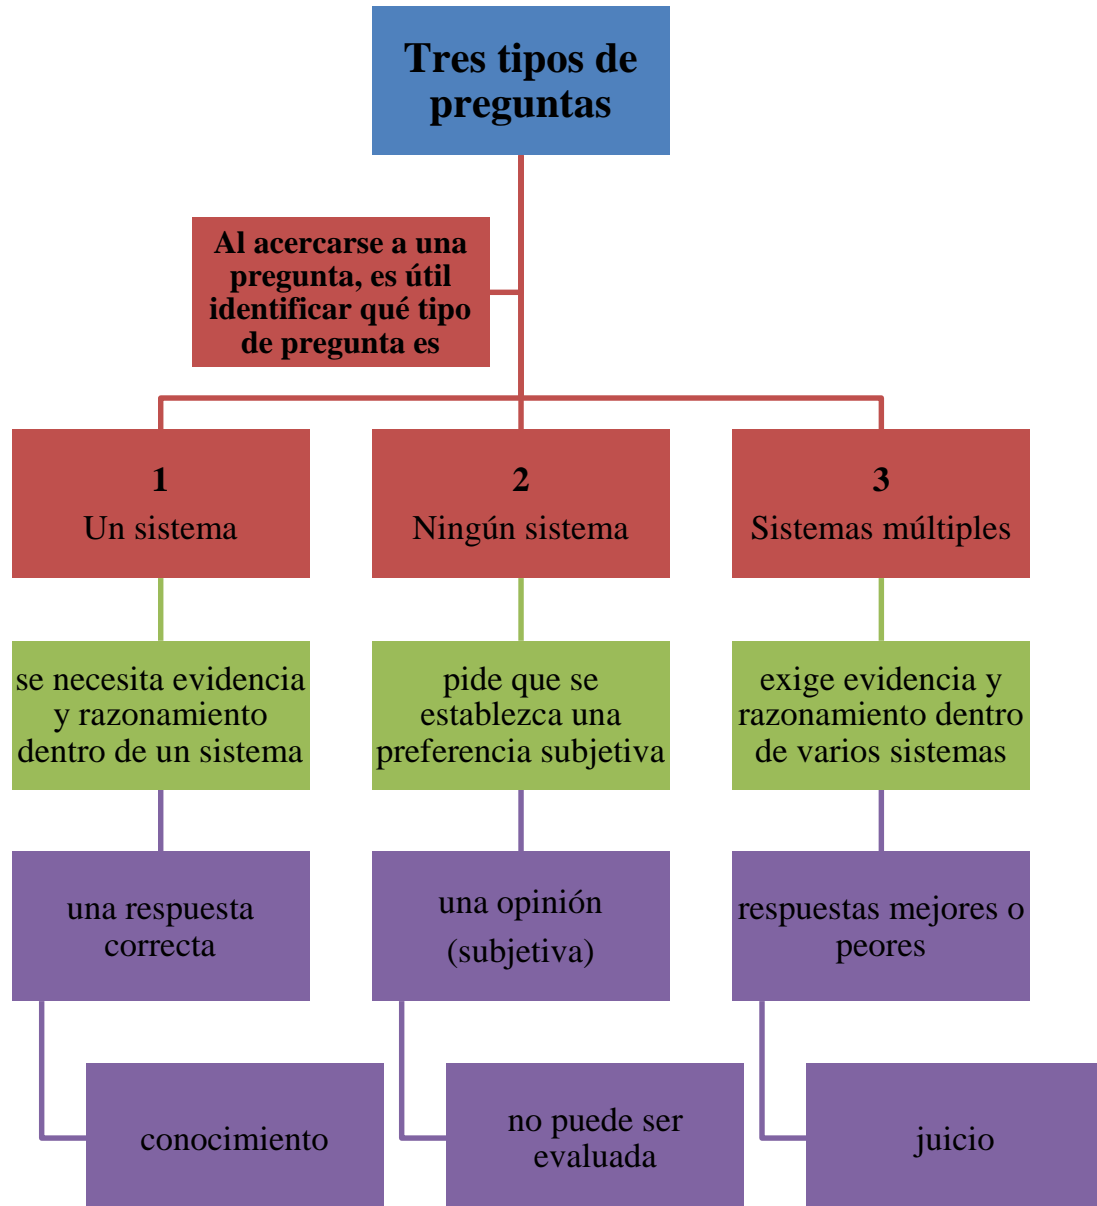 Tres tipos de
preguntas
Al acercarse a una
pregunta, es útil
identificar qué tipo
de pregunta es
1
Un sistema
2
Ningún sistema
3
Sistemas múltiples
se necesita evidencia
y razonamiento
dentro de un sistema
pide que se
establezca una
preferencia subjetiva
exige evidencia y
razonamiento dentro
de varios sistemas
una respuesta
correcta
una opinión
(subjetiva)
respuestas mejores o
peores
conocimiento
no puede ser
evaluada
juicio